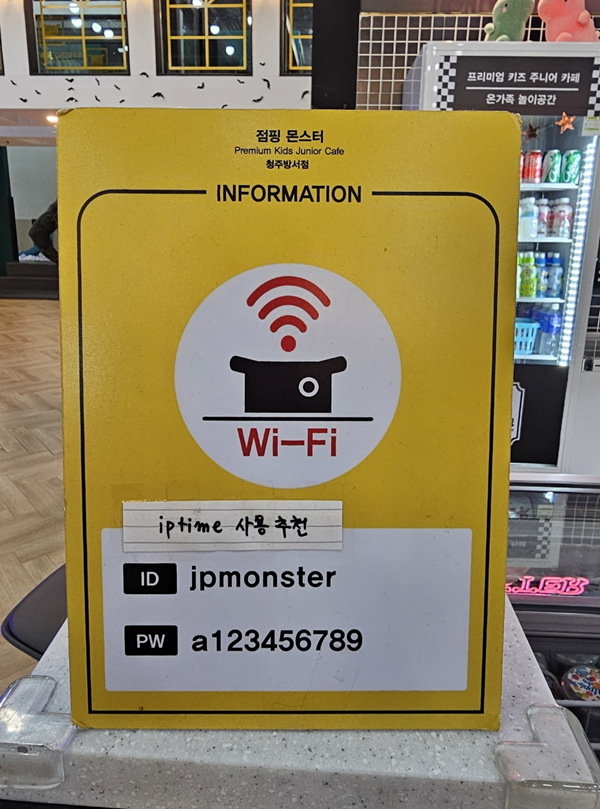 프리미엄 키즈 주니어 카페
온가족 놀이공간
점핑 몬스터
Premium Kids Junior Cafe
청주방서점
INFORMATION
Wi-Fi
iptime 사용 추천
ID jpmonster
PW a123456789